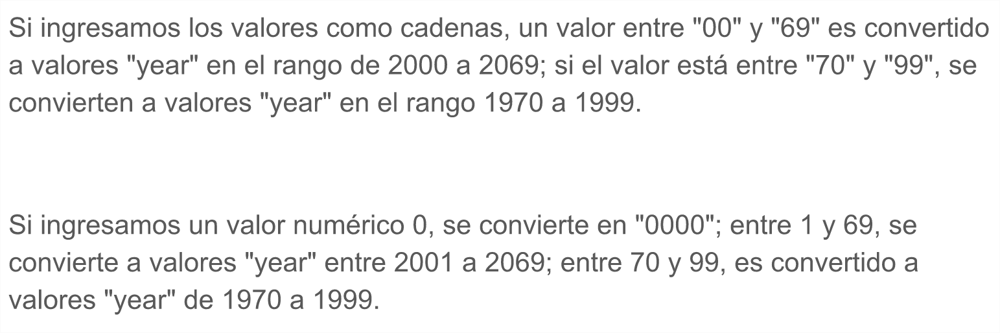 Si ingresamos los valores como cadenas, un valor entre "00" y "69" es convertido
a valores "year" en el rango de 2000 a 2069; si el valor está entre "70" y "99", se
convierten a valores "year" en el rango 1970 a 1999.
Si ingresamos un valor numérico 0, se convierte en "0000"; entre 1 y 69, se
convierte a valores "year" entre 2001 a 2069; entre 70 y 99, es convertido a
valores "year" de 1970 a 1999.